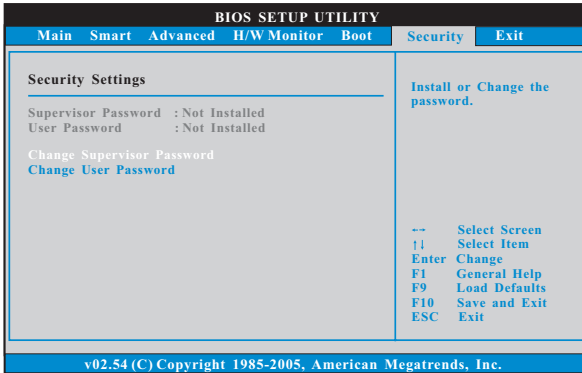 BIOS SETUP UTILITY
Main Smart Advanced H/W Monitor Boot Security Exit
Security Settings
Supervisor Password : Not Installed
User Password : Not Installed
Change Supervisor Password
Change User Password
Install or Change the
password.
←→ Select Screen
↑↓ Select Item
Enter Change
F1 General Help
F9 Load Defaults
F10 Save and Exit
ESC Exit
v02.54 (C) Copyright 1985-2005, American Megatrends, Inc.